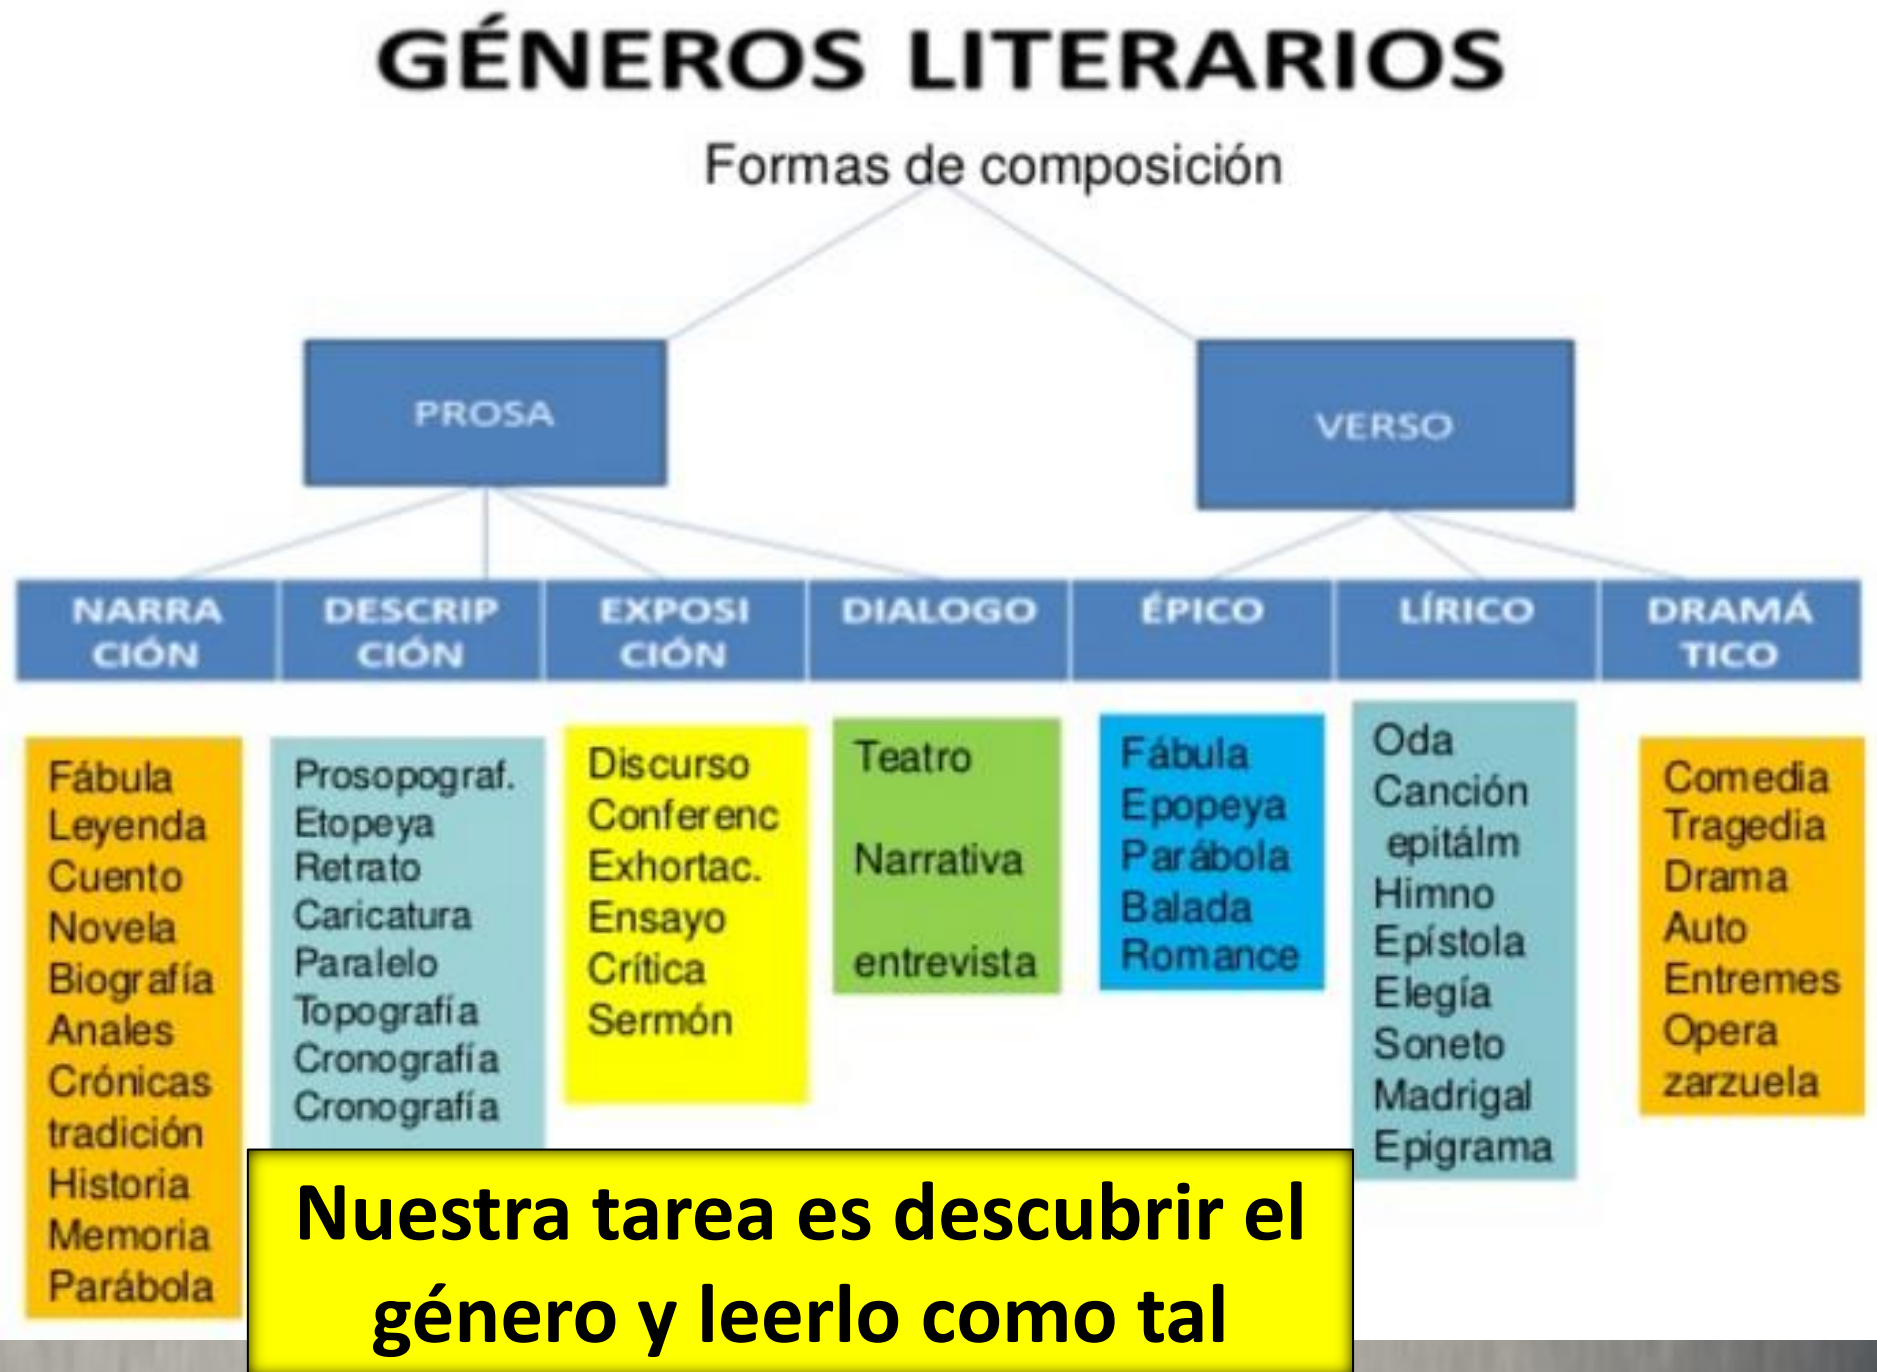 GÉNEROS LITERARIOS
Formas de composición
PROSA
VERSO
NARRA
CIÓN
DESCRIP
CIÓN
EXPOSI
CIÓN
DIALOGO
ÉPICO
LÍRICO
DRAMÁ
TICO
Fábula
Leyenda
Cuento
Novela
Biografía
Anales
Crónicas
tradición
Historia
Memoria
Parábola
Prosopograf.
Etopeya
Retrato
Caricatura
Paralelo
Topografía
Cronografía
Cronografía
Discurso
Conferenc
Exhortac.
Ensayo
Crítica
Sermón
Teatro
Narrativa
entrevista
Fábula
Epopeya
Parábola
Balada
Romance
Oda
Canción
epitálm
Himno
Epístola
Elegía
Soneto
Madrigal
Epigrama
Comedia
Tragedia
Drama
Auto
Entremes
Opera
zarzuela
Nuestra tarea es descubrir el
género y leerlo como tal